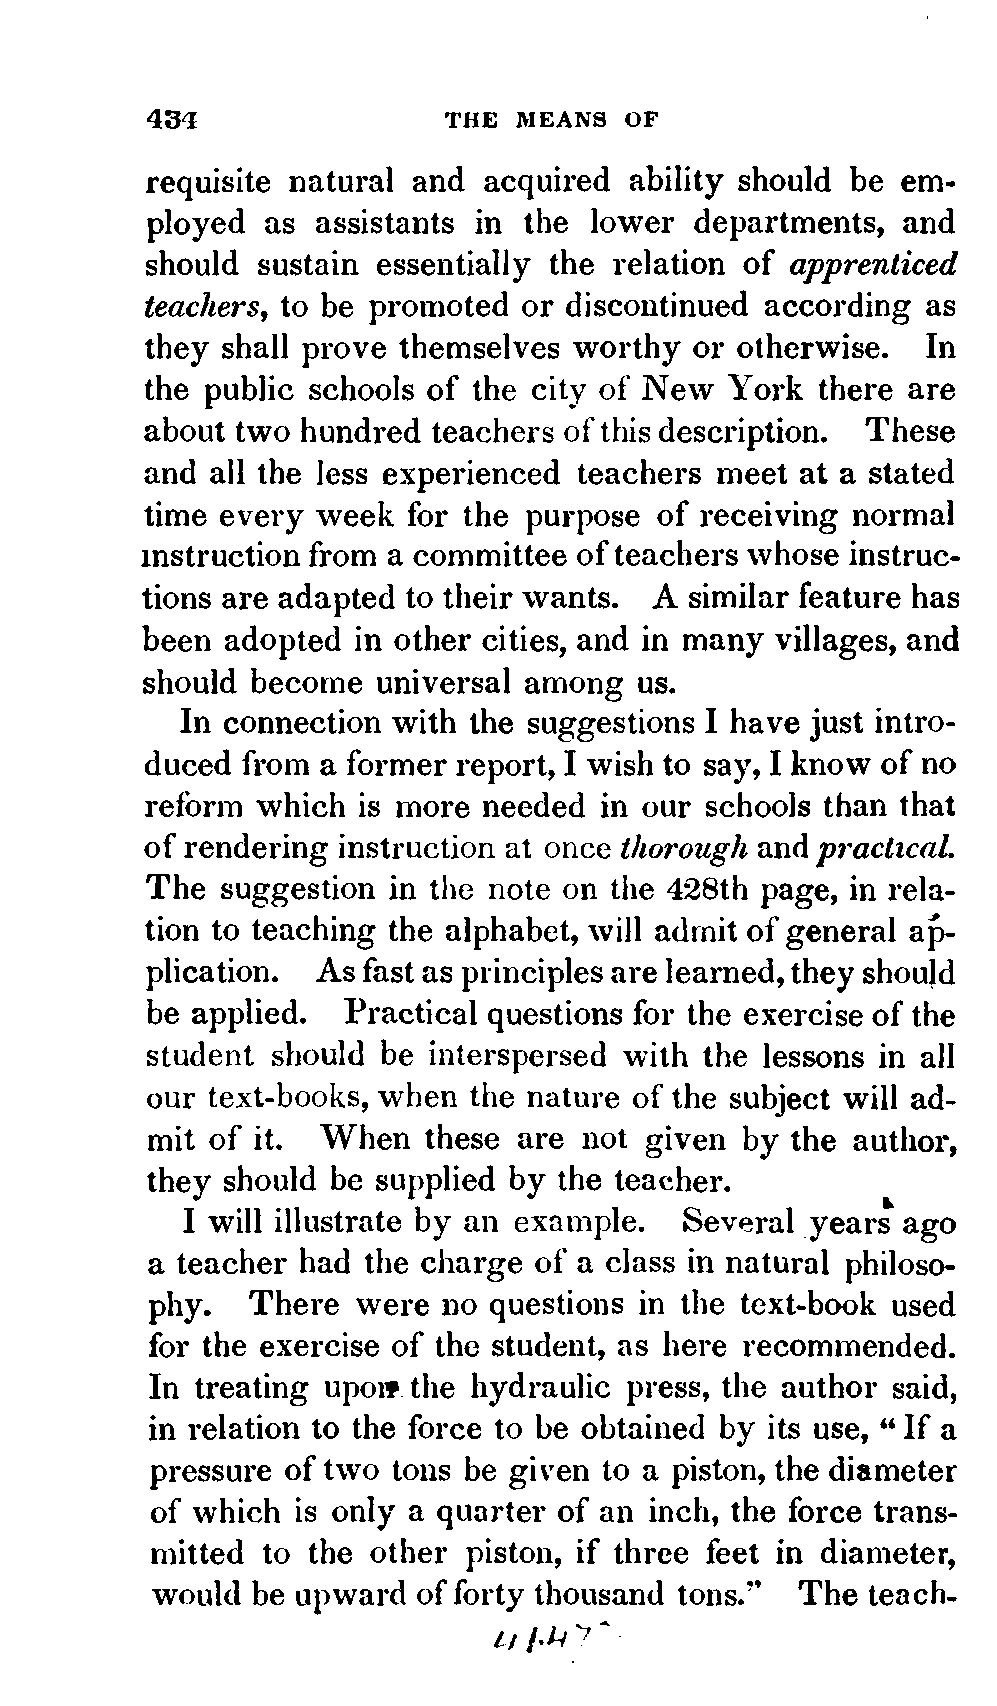 434 THE MEANS OF
requisite natural and acquired ability should be em-
ployed as assistants in the lower departments, and
should sustain essentially the relation of apprenticed
teachers, to be promoted or discontinued according as
they shall prove themselves worthy or otherwise. In
the public schools of the city of New York there are
about two hundred teachers of this description. These
and all the less experienced teachers meet at a stated
time every week for the purpose of receiving normal
instruction from a committee of teachers whose instruc-
tions are adapted to their wants. A similar feature has
been adopted in other cities, and in many villages, and
should become universal among us.
In connection with the suggestions I have just intro-
duced from a former report, I wish to say, I know of no
reform which is more needed in our schools than that
of rendering instruction at once thorough and practical.
The suggestion in the note on the 428th page, in rela-
tion to teaching the alphabet, will admit of general ap-
plication. As fast as principles are learned, they should
be applied. Practical questions for the exercise of the
student should be interspersed with the lessons in all
our text-books, when the nature of the subject will ad-
mit of it. When these are not given by the author,
they should be supplied by the teacher.
I will illustrate by an example. Several years ago
a teacher had the charge of a class in natural philoso-
phy. There were no questions in the text-book used
for the exercise of the student, as here recommended.
In treating upon the hydraulic press, the author said,
in relation to the force to be obtained by its use, “If a
pressure of two tons be given to a piston, the diameter
of which is only a quarter of an inch, the force trans-
mitted to the other piston, if three feet in diameter,
would be upward of forty thousand tons.” The teach-